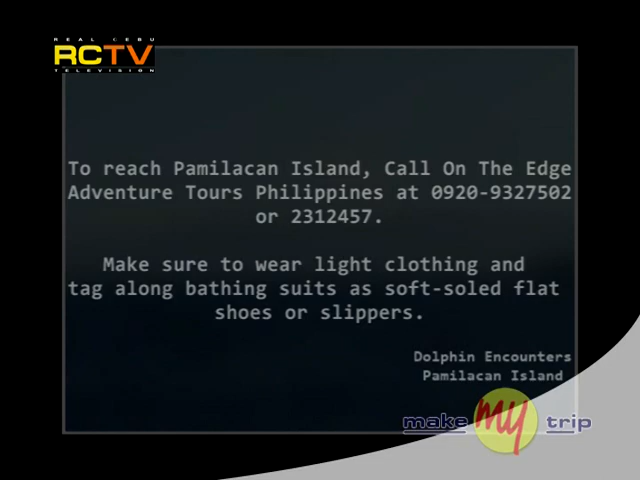 REAL CEBU
RCTV
TELEVISION
To reach Pamilacan Island, Call On The Edge
Adventure Tours Philippines at 0920-9327502
or 2312457.
Make sure to wear light clothing and
tag along bathing suits as soft-soled flat
shoes or slippers.
Dolphin Encounters
Pamilacan Island
make my trip